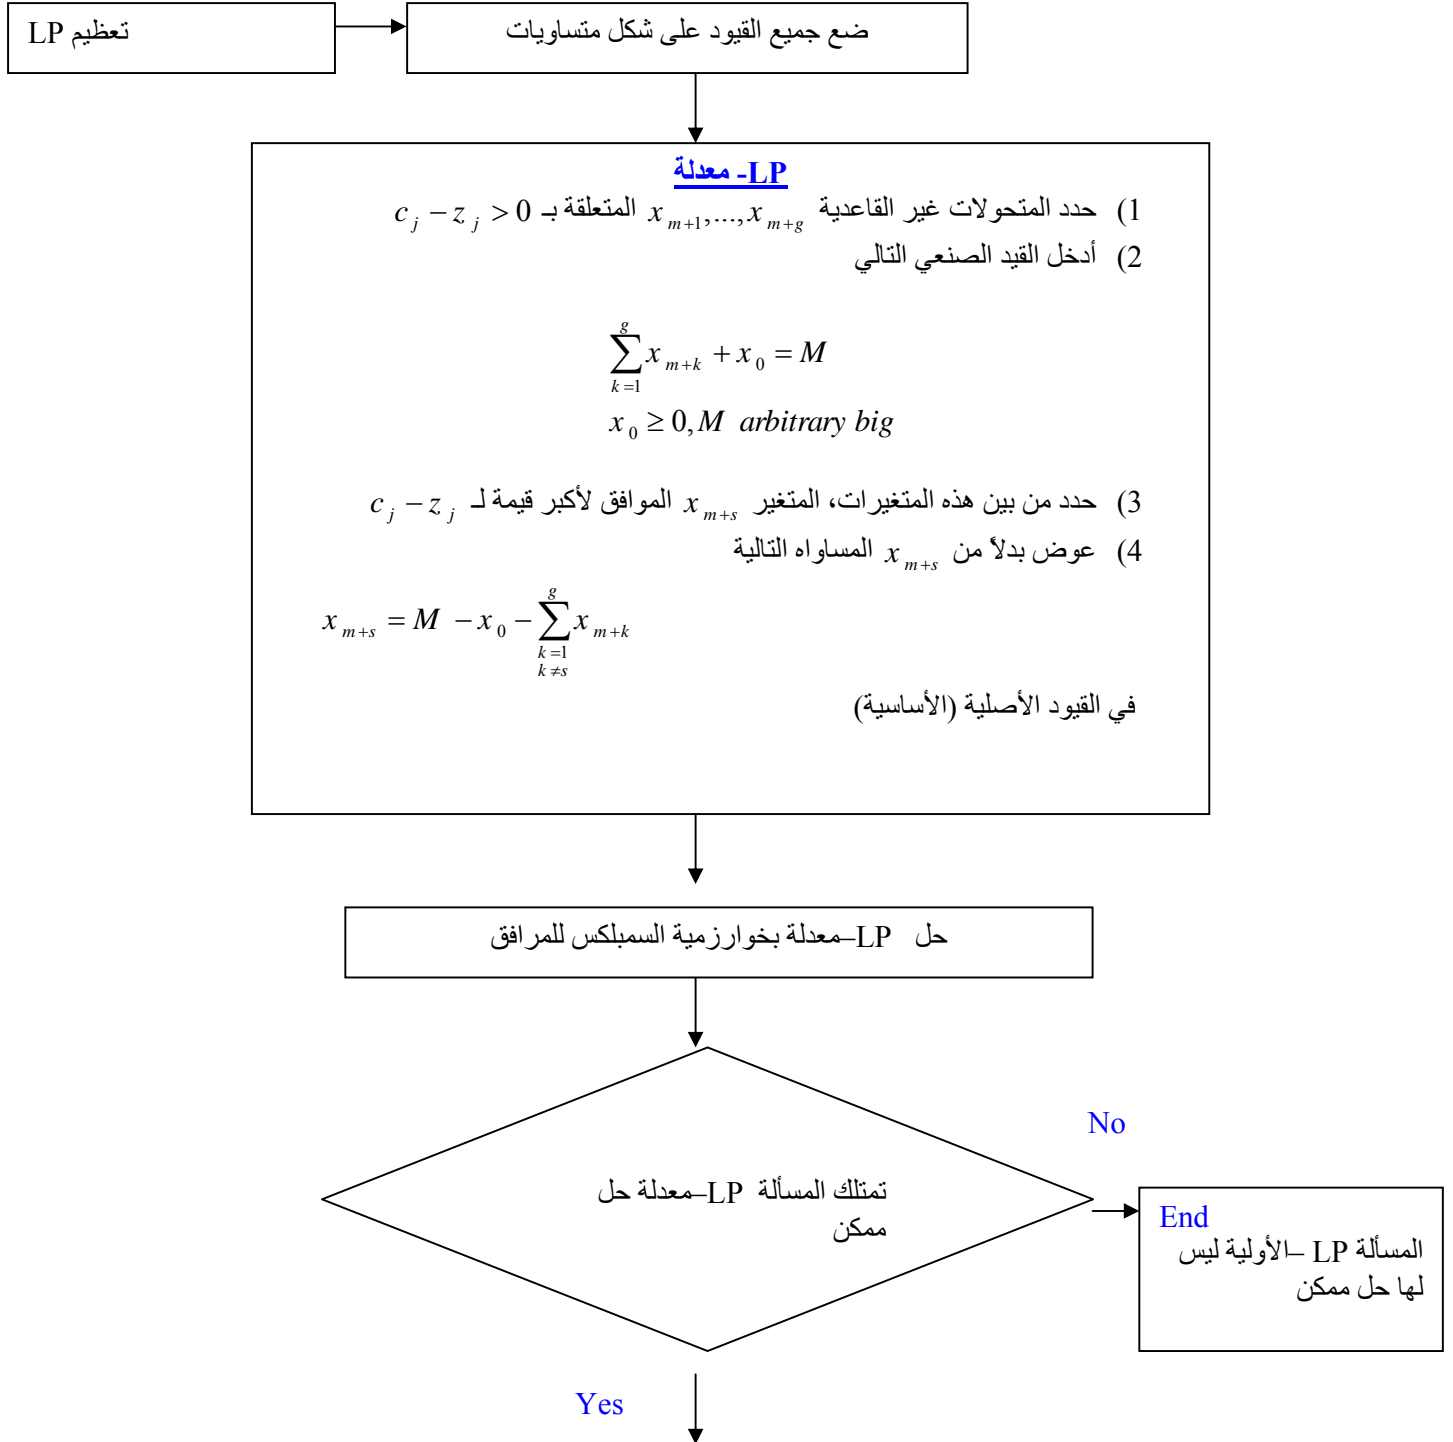 تعظيم LP
ضع جميع القيود على شكل متساويات
LP- معدلة
1) حدد المتحولات غير القاعدية x_{m+1},...,x_{m+g} المتعلقة بـ c_j − z_j > 0
2) أدخل القيد الصنعي التالي
\sum_{k=1}^{g} x_{m+k} + x_0 = M
x_0 ≥ 0, M arbitrary big
3) حدد من بين هذه المتغيرات، المتغير x_{m+s} الموافق لأكبر قيمة لـ c_j − z_j
4) عوض بدلاً من x_{m+s} المساواه التالية
x_{m+s} = M − x_0 − \sum_{k=1, k≠s}^{g} x_{m+k}
في القيود الأصلية (الأساسية)
حل LP–معدلة بخوارزمية السمبلكس للمرافق
تمتلك المسألة LP–معدلة حل
ممكن
No
End
المسألة LP –الأولية ليس
لها حل ممكن
Yes